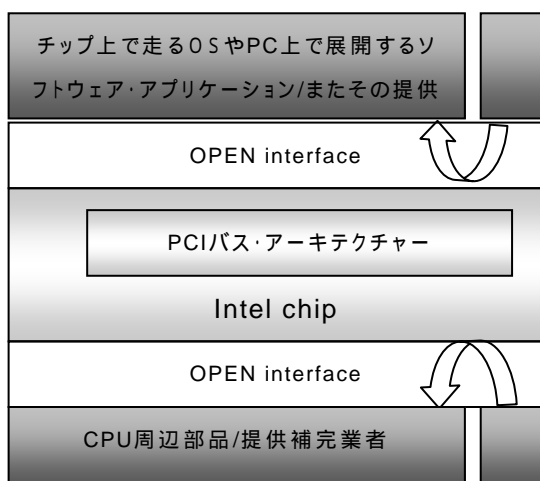 チップ上で走るOSやPC上で展開するソ
フトウェア・アプリケーション/またその提供
OPEN interface
PCIバス・アーキテクチャー
Intel chip
OPEN interface
CPU周辺部品/提供補完業者